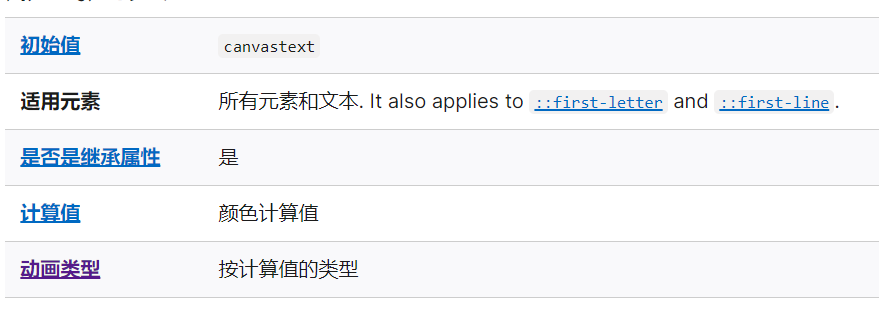 初始值 canvastext
适用元素 所有元素和文本. It also applies to ::first-letter and ::first-line.
是否是继承属性 是
计算值 颜色计算值
动画类型 按计算值的类型